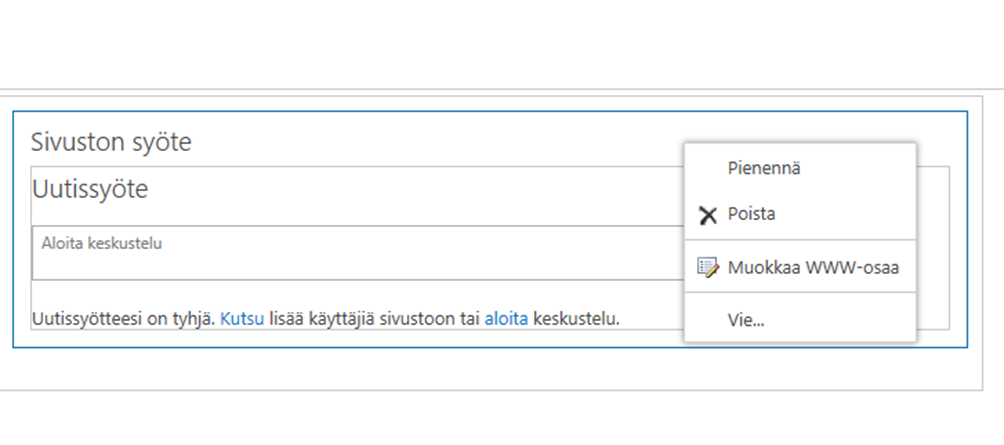 Sivuston syöte
Uutissyöte
Aloita keskustelu
Uutissyötteesi on tyhjä. Kutsu lisää käyttäjiä sivustoon tai aloita keskustelu.
Pienennä
Poista
Muokkaa WWW-osaa
Vie...